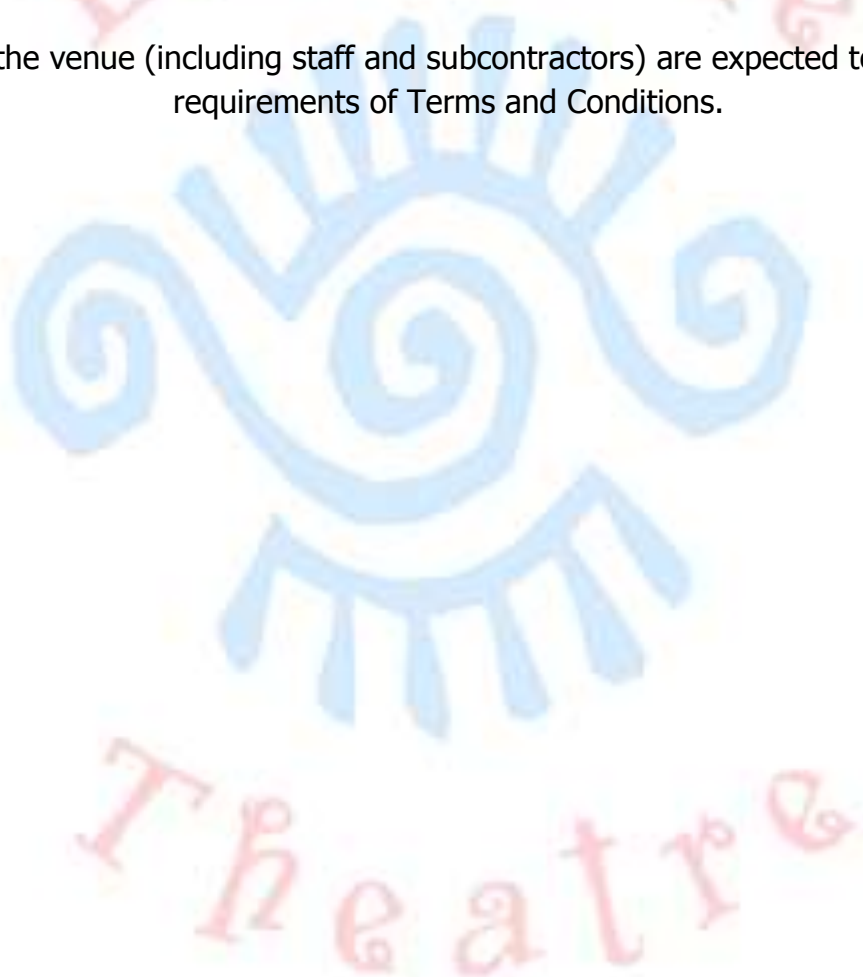 the venue (including staff and subcontractors) are expected to
requirements of Terms and Conditions.
Theatre